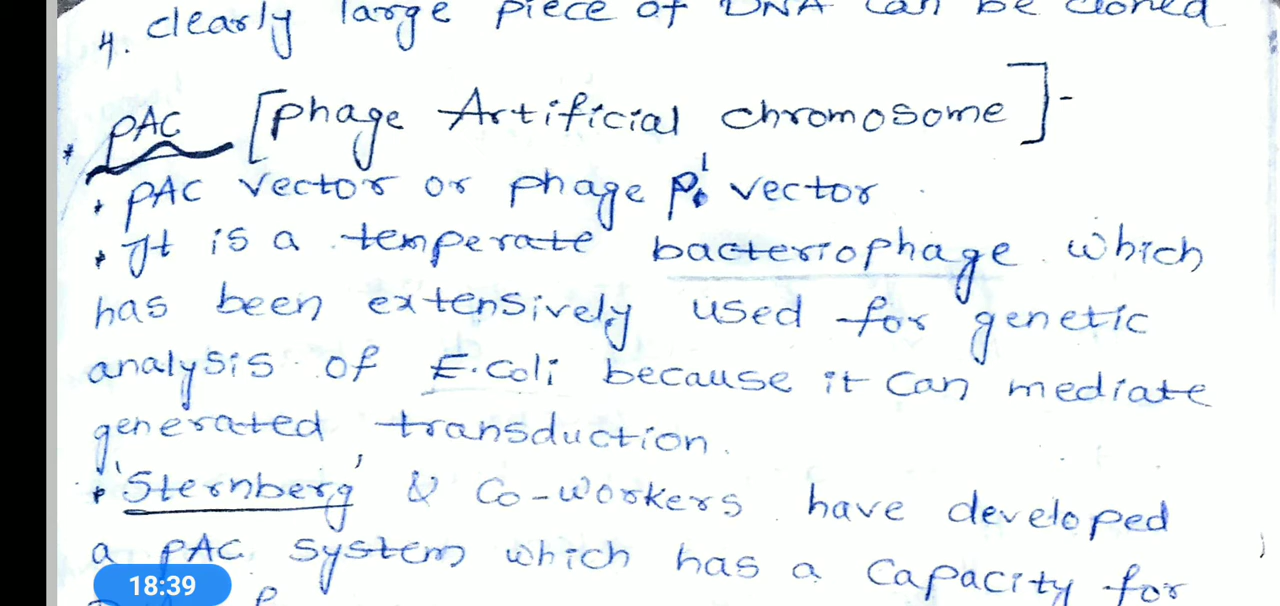 4. clearly large piece of DNA can be cloned
* PAC [phage Artificial chromosome]-
• PAC vector or phage P1 vector
• It is a temperate bacteriophage which
has been extensively used for genetic
analysis of E.Coli because it can mediate
generated transduction.
• 'Sternberg' & Co-workers have developed
a PAC system which has a capacity for
18:39